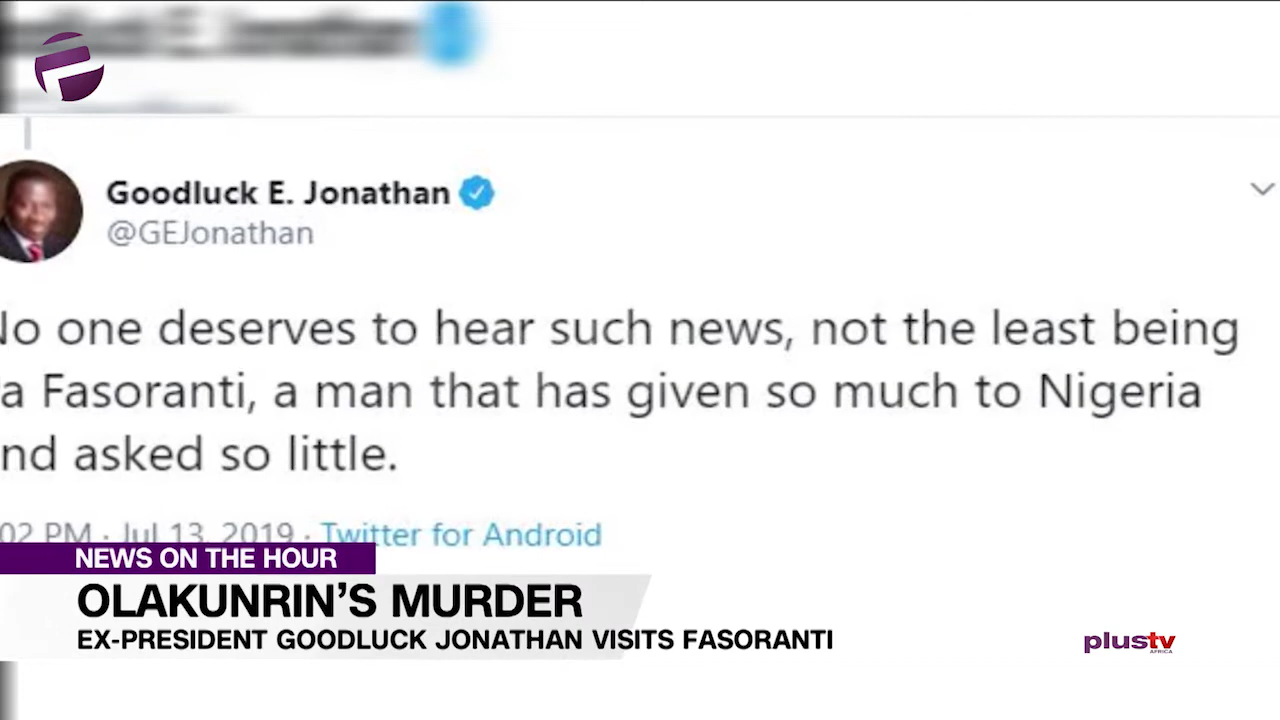 Goodluck E. Jonathan
@GEJonathan
o one deserves to hear such news, not the least being
a Fasoranti, a man that has given so much to Nigeria
nd asked so little.
02 PM · Jul 13, 2019 · Twitter for Android
NEWS ON THE HOUR
OLAKUNRIN'S MURDER
EX-PRESIDENT GOODLUCK JONATHAN VISITS FASORANTI
plustv
AFRICA